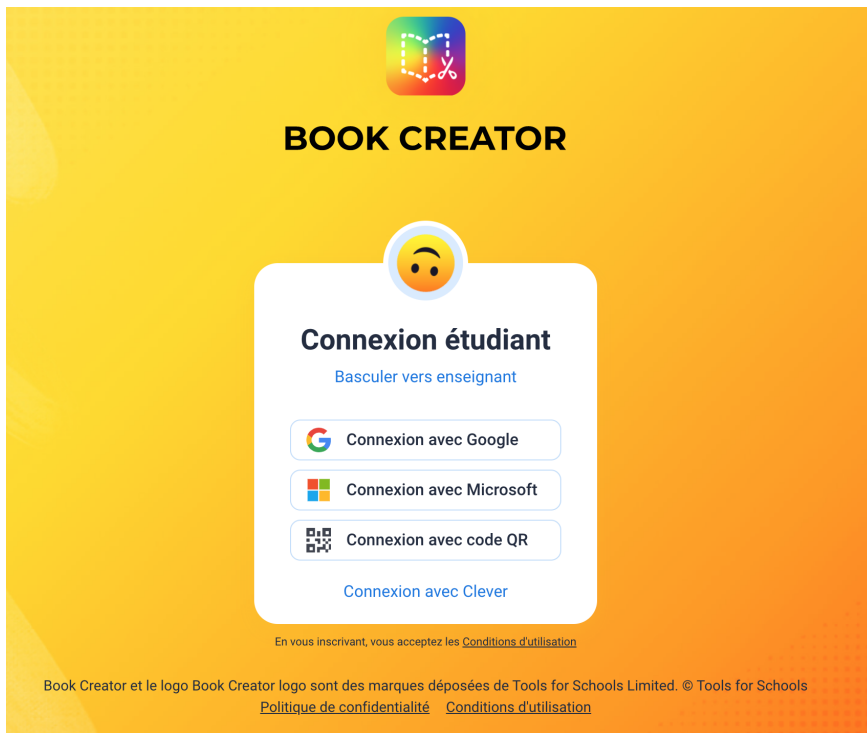 BOOK CREATOR
Connexion étudiant
Basculer vers enseignant
Connexion avec Google
Connexion avec Microsoft
Connexion avec code QR
Connexion avec Clever
En vous inscrivant, vous acceptez les Conditions d'utilisation
Book Creator et le logo Book Creator logo sont des marques déposées de Tools for Schools Limited. © Tools for Schools
Politique de confidentialité Conditions d'utilisation